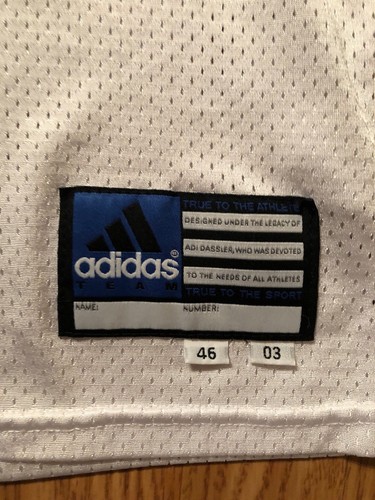 TRUE TO THE ATHLETE
DESIGNED UNDER THE LEGACY OF
ADI DASSLER, WHO WAS DEVOTED
TO THE NEEDS OF ALL ATHLETES
TRUE TO THE SPORT
adidas®
TEAM
NAME: NUMBER:
46 03